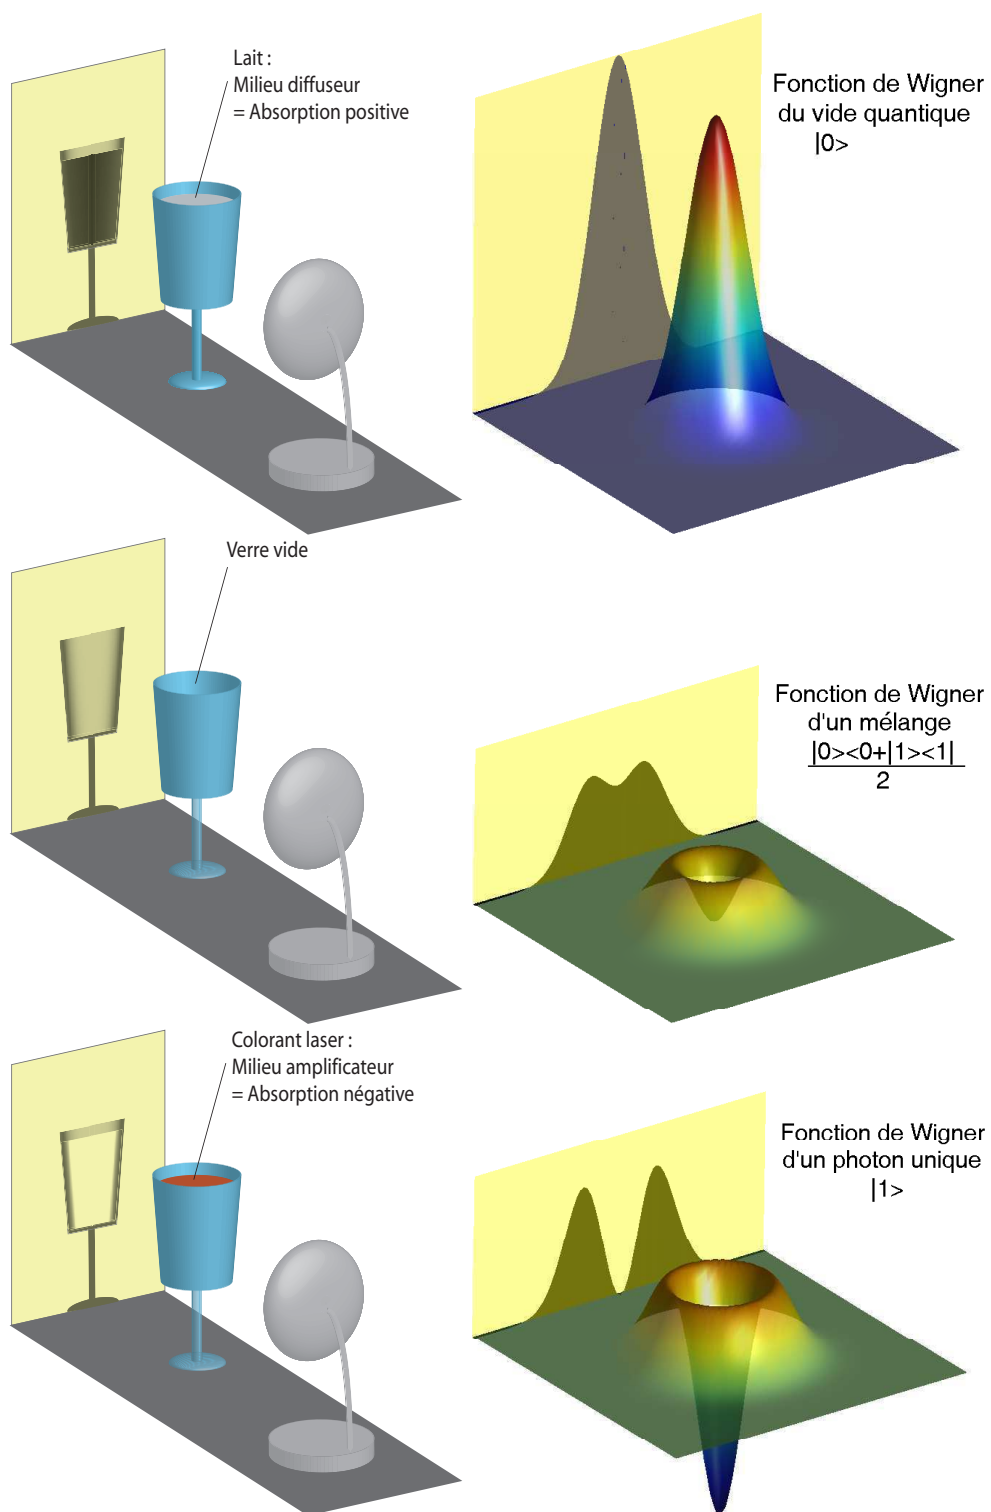 Lait :
Milieu diffuseur
= Absorption positive
Fonction de Wigner
du vide quantique
|0>
Verre vide
Fonction de Wigner
d'un mélange
|0><0+|1><1|
2
Colorant laser :
Milieu amplificateur
= Absorption négative
Fonction de Wigner
d'un photon unique
|1>